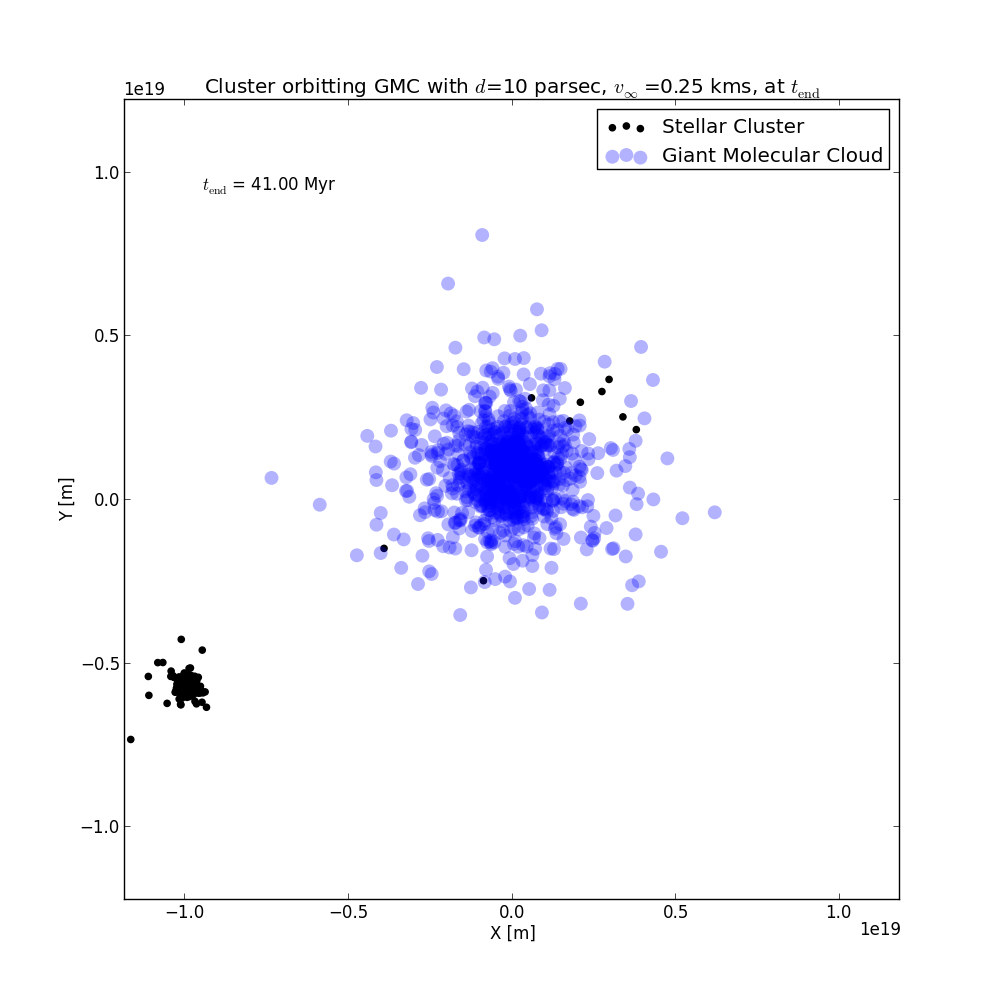 Cluster orbitting GMC with d=10 parsec, v∞ =0.25 kms, at t_end
1e19
Stellar Cluster
Giant Molecular Cloud
t_end = 41.00 Myr
1.0
0.5
0.0
−0.5
−1.0
Y [m]
−1.0 −0.5 0.0 0.5 1.0
X [m]
1e19